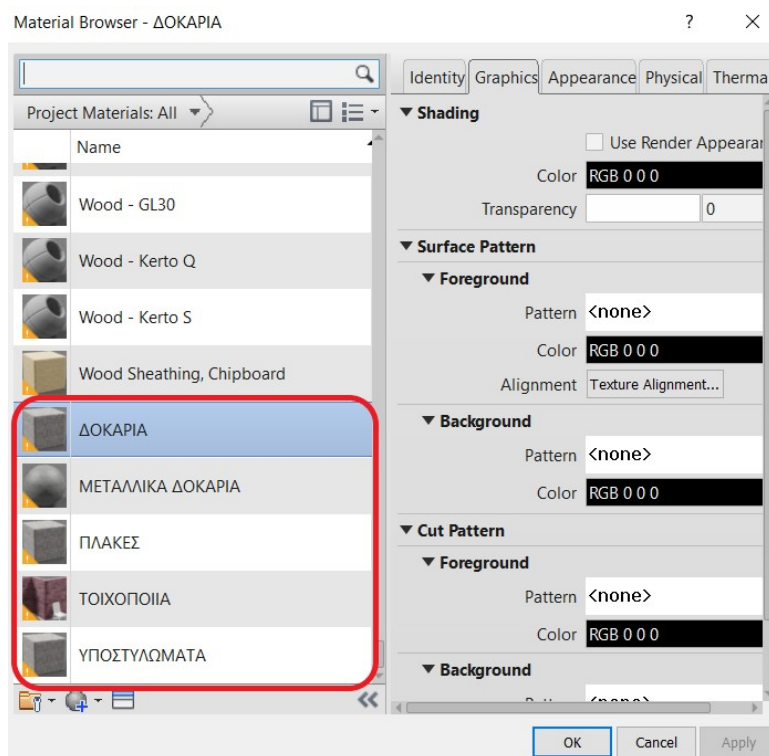 Material Browser - ΔΟΚΑΡΙΑ
?
Project Materials: All
Name
Wood - GL30
Wood - Kerto Q
Wood - Kerto S
Wood Sheathing, Chipboard
ΔΟΚΑΡΙΑ
ΜΕΤΑΛΛΙΚΑ ΔΟΚΑΡΙΑ
ΠΛΑΚΕΣ
ΤΟΙΧΟΠΟΙΙΑ
ΥΠΟΣΤΥΛΩΜΑΤΑ
Identity Graphics Appearance Physical Therma
Shading
Use Render Appearar
Color RGB 0 0 0
Transparency 0
Surface Pattern
Foreground
Pattern <none>
Color RGB 0 0 0
Alignment Texture Alignment...
Background
Pattern <none>
Color RGB 0 0 0
Cut Pattern
Foreground
Pattern <none>
Color RGB 0 0 0
Background
OK Cancel Apply